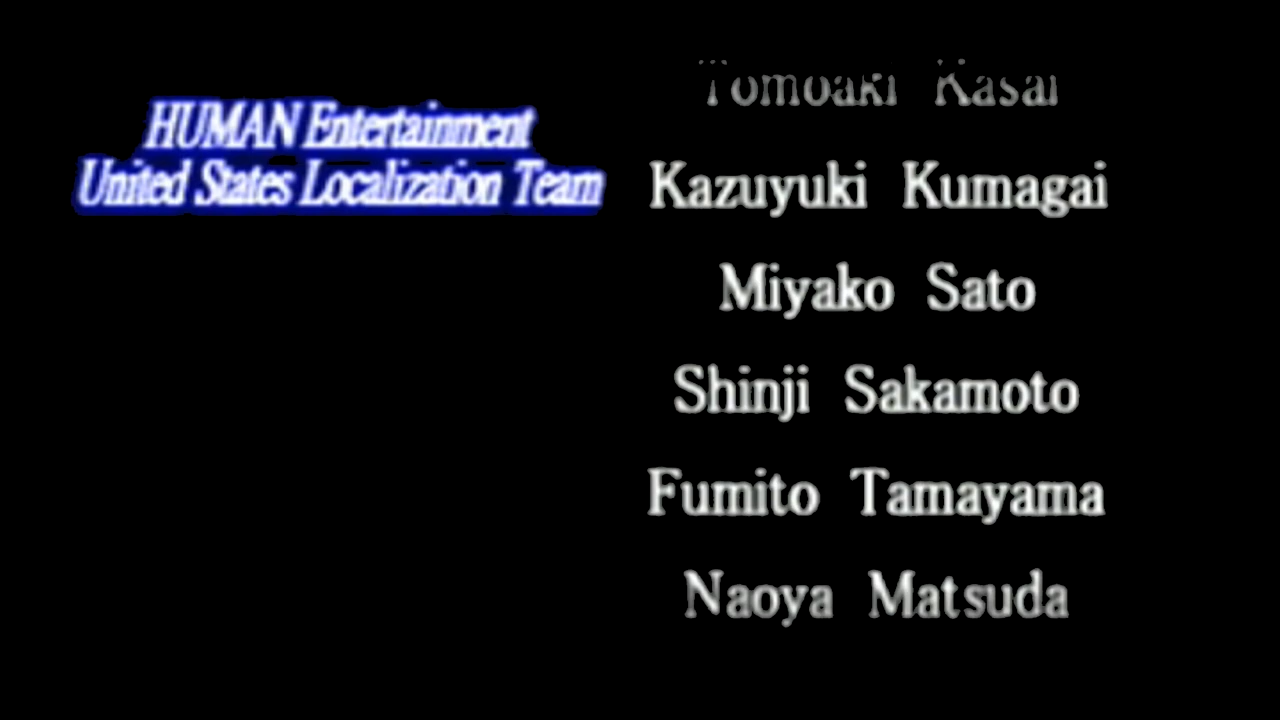 HUMAN Entertainment
United States Localization Team
Tomoaki Kasai
Kazuyuki Kumagai
Miyako Sato
Shinji Sakamoto
Fumito Tamayama
Naoya Matsuda